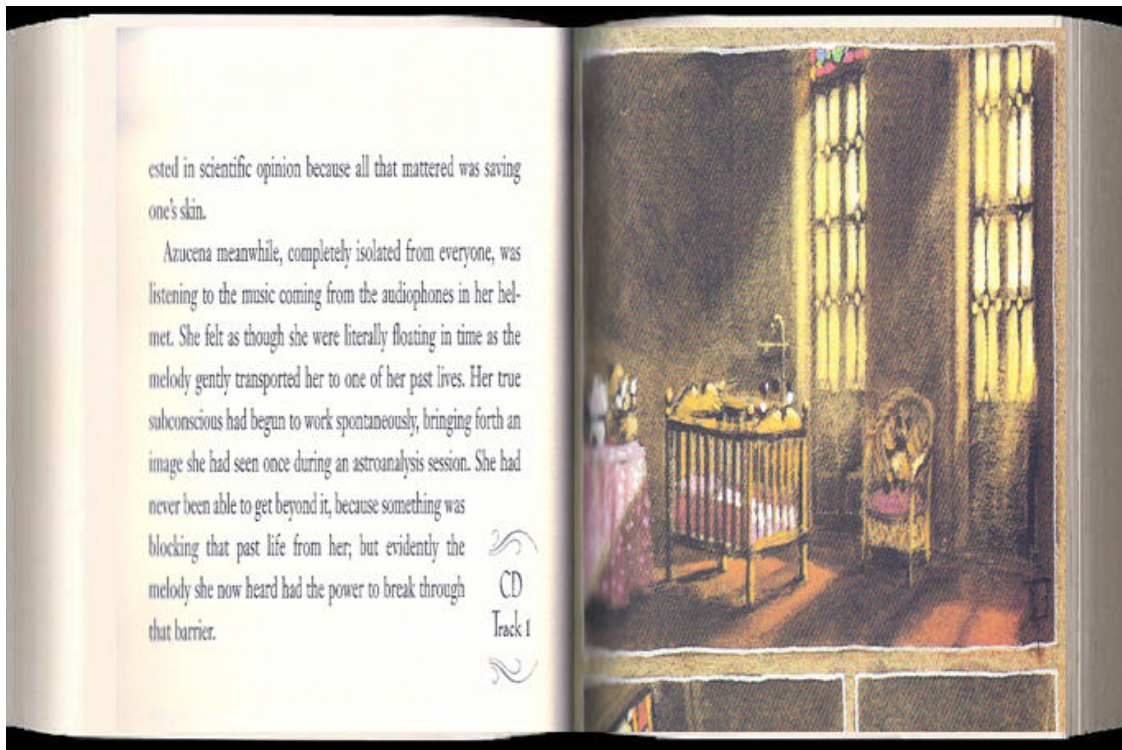 ested in scientific opinion because all that mattered was saving
one's skin.
Azucena meanwhile, completely isolated from everyone, was
listening to the music coming from the audiophones in her hel-
met. She felt as though she were literally floating in time as the
melody gently transported her to one of her past lives. Her true
subconscious had begun to work spontaneously, bringing forth an
image she had seen once during an astroanalysis session. She had
never been able to get beyond it, because something was
blocking that past life from her; but evidently the
melody she now heard had the power to break through
that barrier.
CD
Track 1